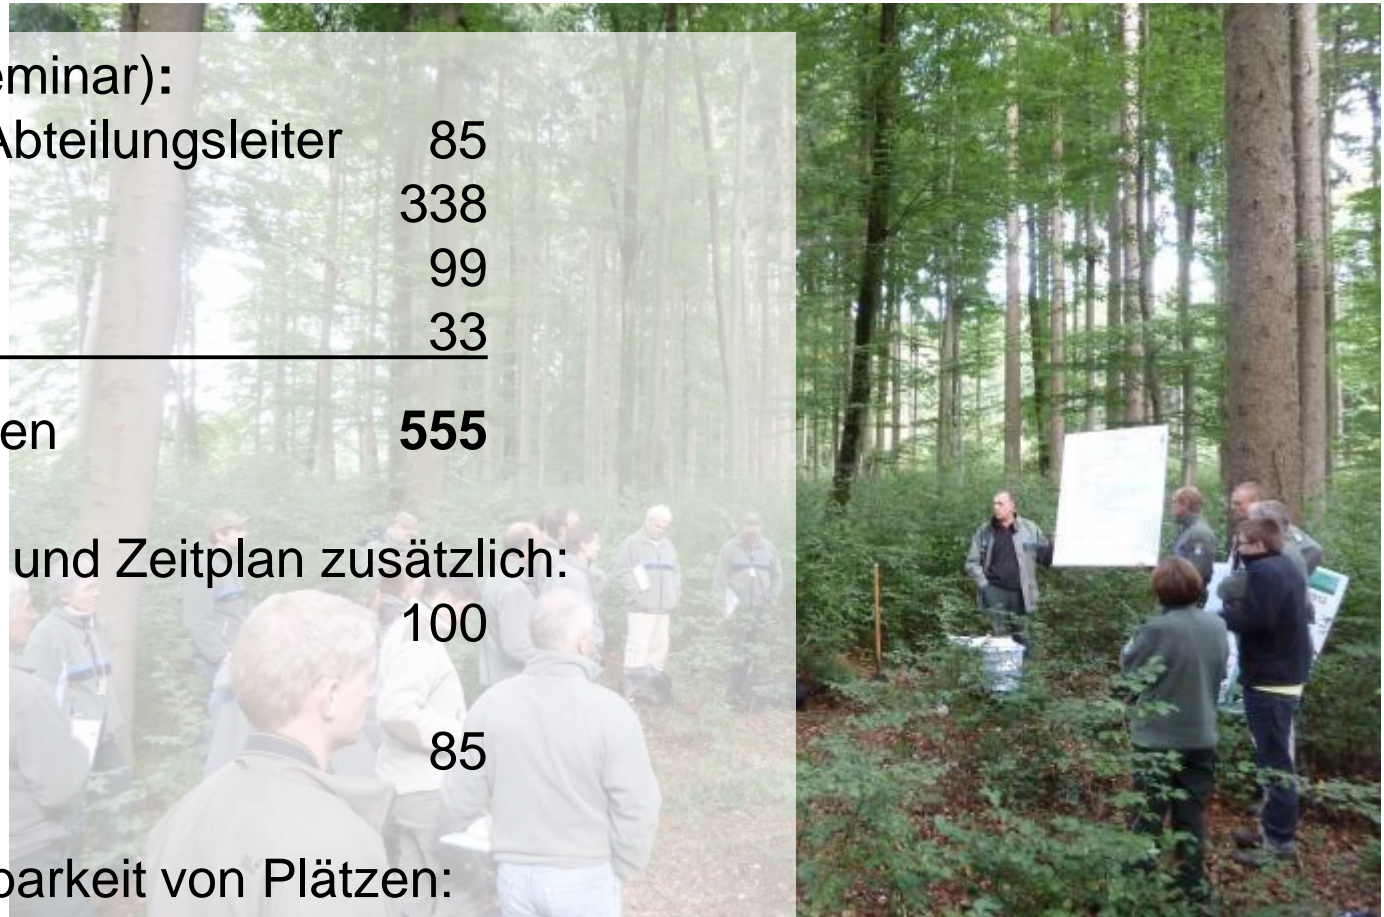 eminar):
Abteilungsleiter 85
338
99
33
en 555
und Zeitplan zusätzlich:
100
85
barkeit von Plätzen: